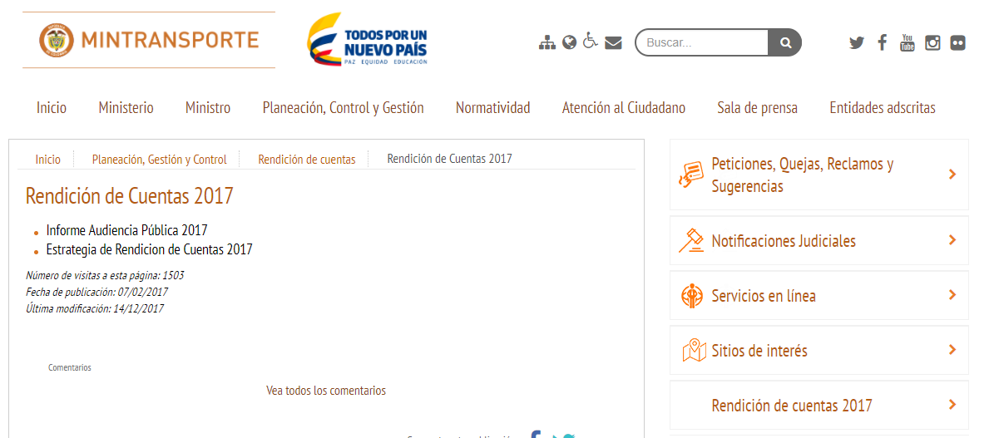 MINTRANSPORTE
TODOS POR UN
NUEVO PAÍS
PAZ EQUIDAD EDUCACIÓN
Buscar...
You
Tube
Inicio Ministerio Ministro Planeación, Control y Gestión Normatividad Atención al Ciudadano Sala de prensa Entidades adscritas
Inicio Planeación, Gestión y Control Rendición de cuentas Rendición de Cuentas 2017
Rendición de Cuentas 2017
Informe Audiencia Pública 2017
Estrategia de Rendicion de Cuentas 2017
Número de visitas a esta página: 1503
Fecha de publicación: 07/02/2017
Última modificación: 14/12/2017
Comentarios
Vea todos los comentarios
Peticiones, Quejas, Reclamos y
Sugerencias
Notificaciones Judiciales
Servicios en línea
Sitios de interés
Rendición de cuentas 2017